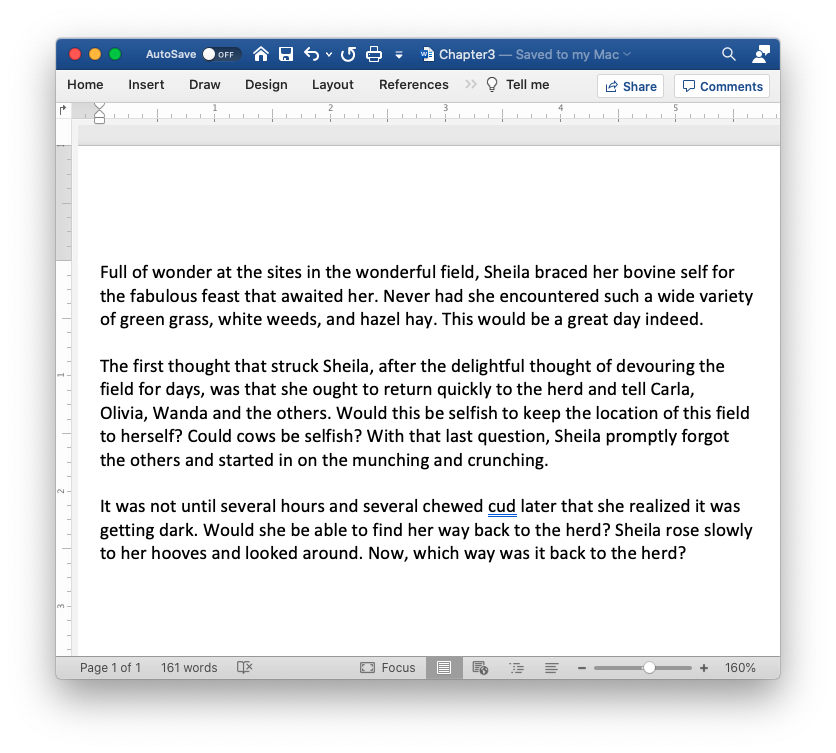 AutoSave OFF Chapter3 — Saved to my Mac
Home Insert Draw Design Layout References Tell me Share Comments
1 2 3 4 5
Full of wonder at the sites in the wonderful field, Sheila braced her bovine self for
the fabulous feast that awaited her. Never had she encountered such a wide variety
of green grass, white weeds, and hazel hay. This would be a great day indeed.
The first thought that struck Sheila, after the delightful thought of devouring the
field for days, was that she ought to return quickly to the herd and tell Carla,
Olivia, Wanda and the others. Would this be selfish to keep the location of this field
to herself? Could cows be selfish? With that last question, Sheila promptly forgot
the others and started in on the munching and crunching.
It was not until several hours and several chewed cud later that she realized it was
getting dark. Would she be able to find her way back to the herd? Sheila rose slowly
to her hooves and looked around. Now, which way was it back to the herd?
1
2
3
Page 1 of 1 161 words Focus 160%